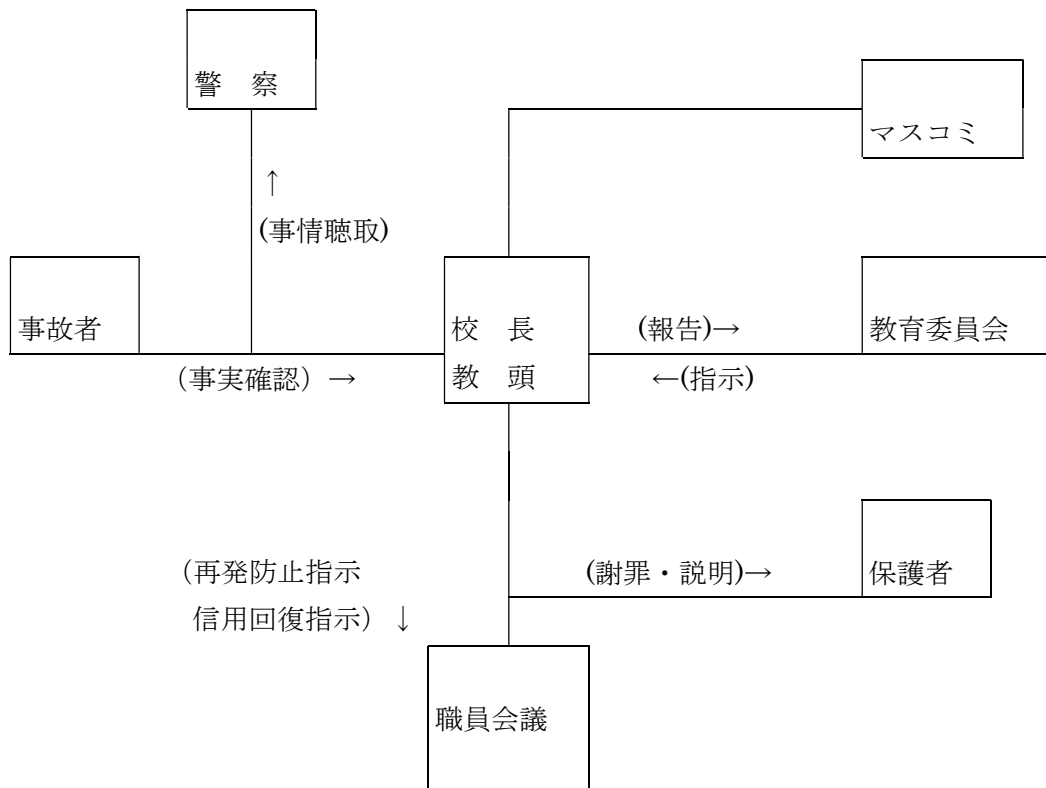 警　察
マスコミ
↑
(事情聴取)
事故者
校　長
教　頭
(報告)→
←(指示)
教育委員会
（事実確認）→
（再発防止指示
信用回復指示）↓
(謝罪・説明)→
保護者
職員会議